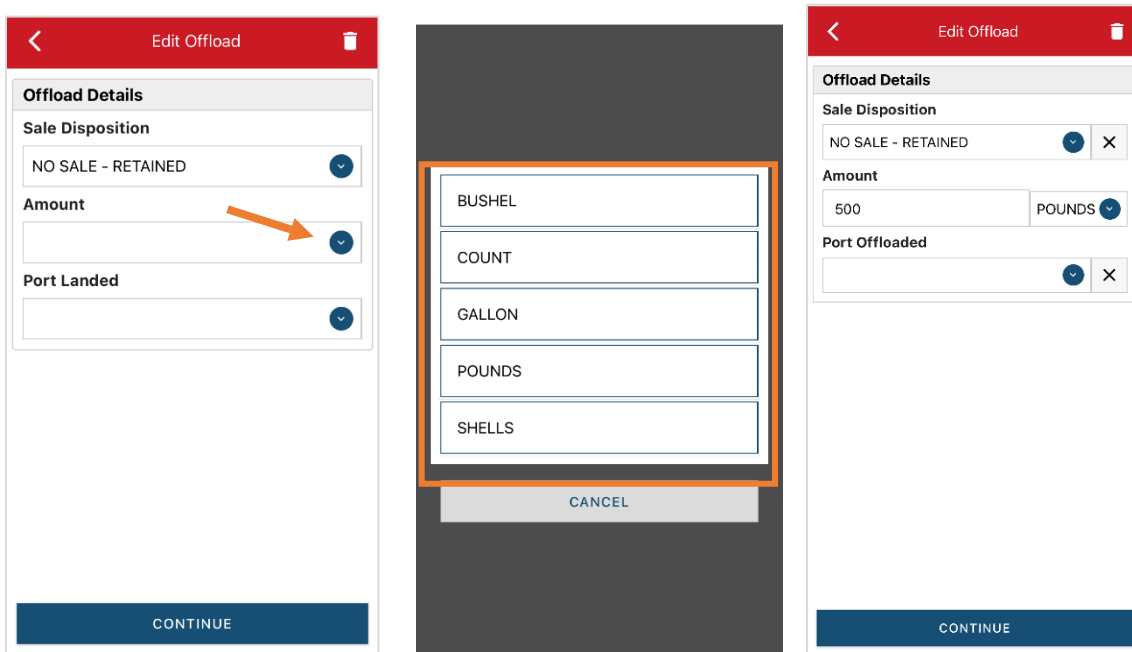 Edit Offload
Offload Details
Sale Disposition
NO SALE - RETAINED
Amount
Port Landed
CONTINUE
BUSHEL
COUNT
GALLON
POUNDS
SHELLS
CANCEL
Edit Offload
Offload Details
Sale Disposition
NO SALE - RETAINED
Amount
500 POUNDS
Port Offloaded
CONTINUE